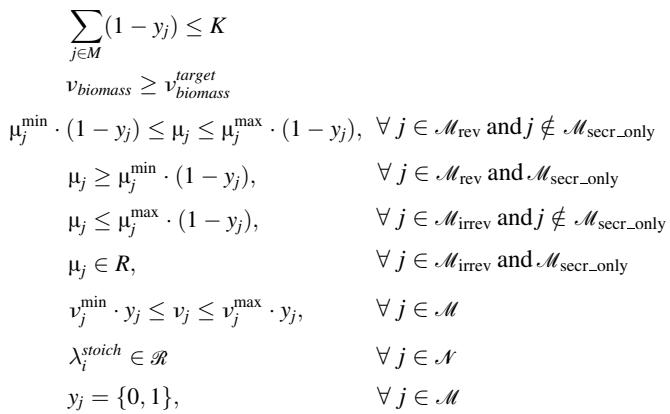 ∑_{j∈M} (1 − y_j) ≤ K
ν_{biomass} ≥ ν_{biomass}^{target}
μ_j^{min} · (1 − y_j) ≤ μ_j ≤ μ_j^{max} · (1 − y_j), ∀ j ∈ ℳ_{rev} and j ∉ ℳ_{secr_only}
μ_j ≥ μ_j^{min} · (1 − y_j), ∀ j ∈ ℳ_{rev} and ℳ_{secr_only}
μ_j ≤ μ_j^{max} · (1 − y_j), ∀ j ∈ ℳ_{irrev} and j ∉ ℳ_{secr_only}
μ_j ∈ R, ∀ j ∈ ℳ_{irrev} and ℳ_{secr_only}
ν_j^{min} · y_j ≤ ν_j ≤ ν_j^{max} · y_j, ∀ j ∈ ℳ
λ_i^{stoich} ∈ ℛ ∀ j ∈ 𝒩
y_j = {0, 1}, ∀ j ∈ ℳ